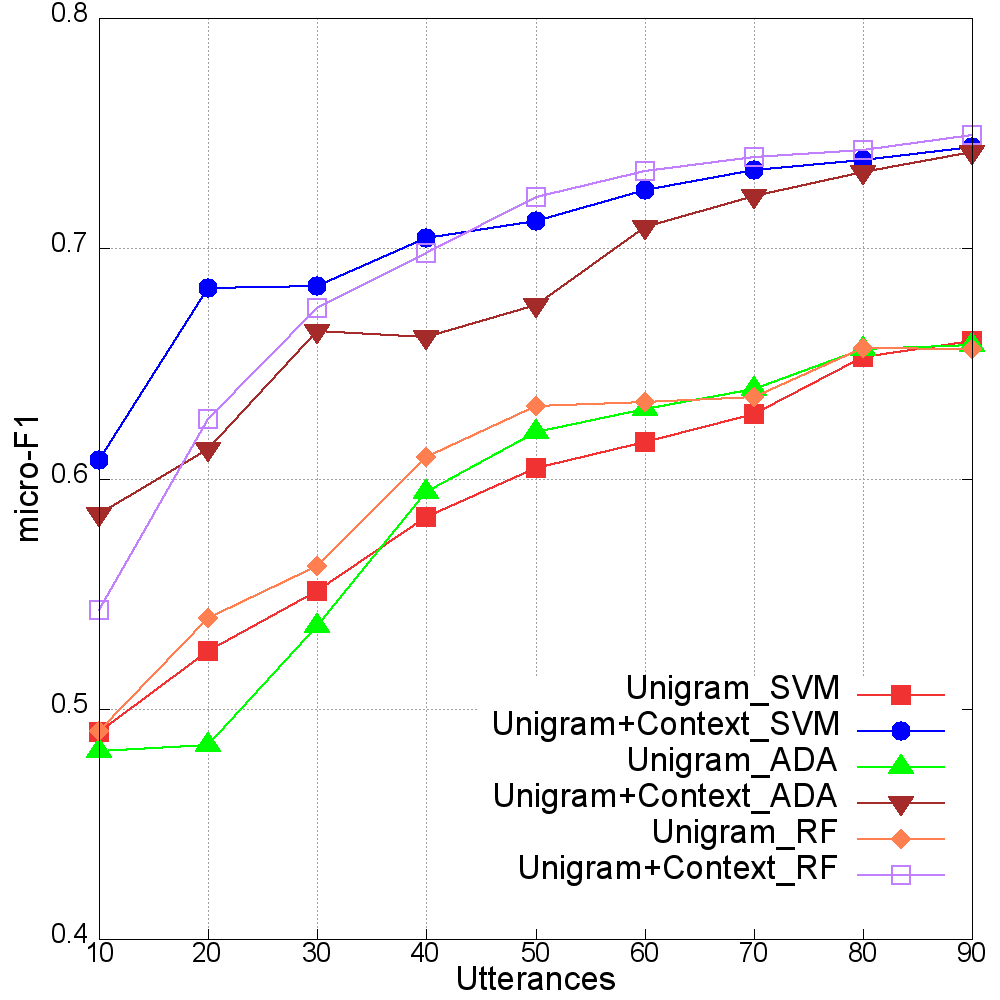 0.8
0.7
0.6
0.5
0.4
micro-F1
Unigram_SVM
Unigram+Context_SVM
Unigram_ADA
Unigram+Context_ADA
Unigram_RF
Unigram+Context_RF
10 20 30 40 50 60 70 80 90
Utterances